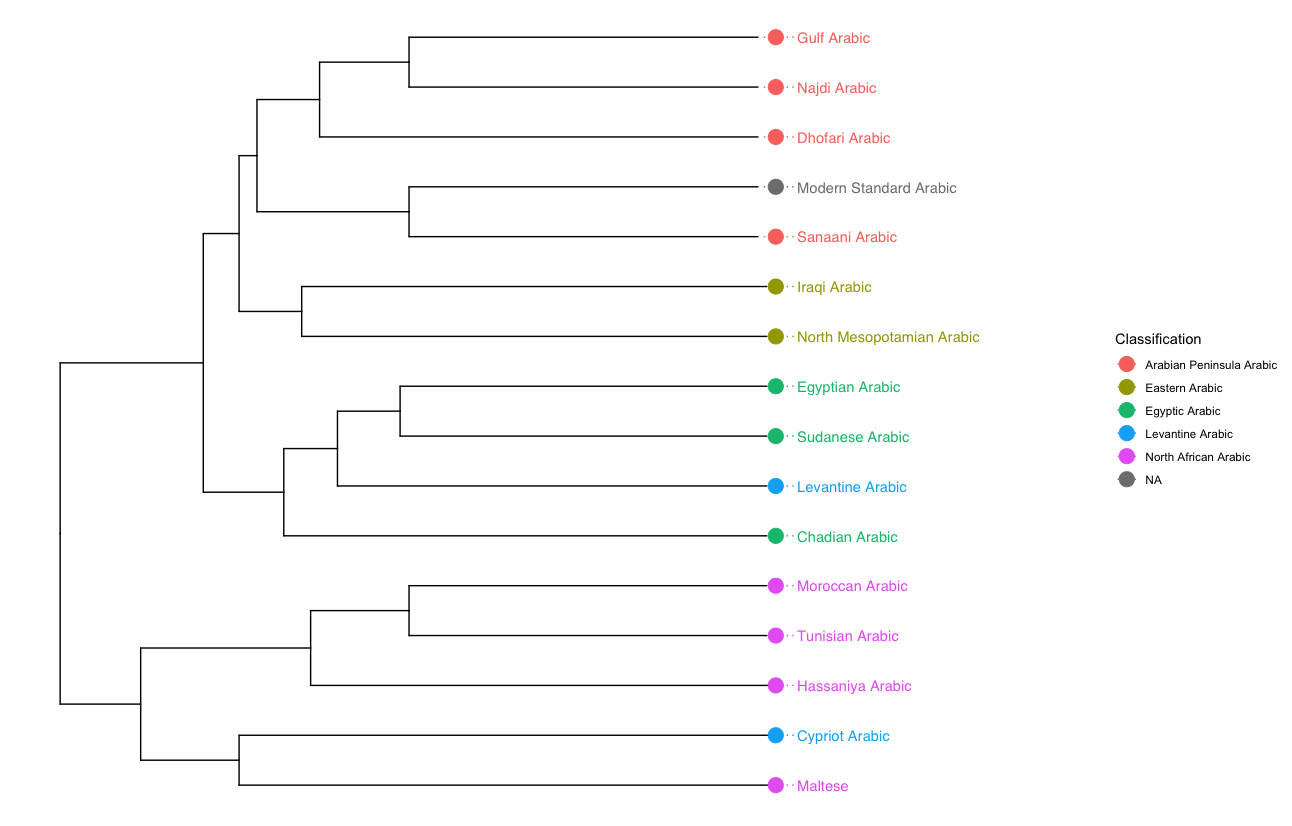 Gulf Arabic
Najdi Arabic
Dhofari Arabic
Modern Standard Arabic
Sanaani Arabic
Iraqi Arabic
North Mesopotamian Arabic
Egyptian Arabic
Sudanese Arabic
Levantine Arabic
Chadian Arabic
Moroccan Arabic
Tunisian Arabic
Hassaniya Arabic
Cypriot Arabic
Maltese
Classification
Arabian Peninsula Arabic
Eastern Arabic
Egyptic Arabic
Levantine Arabic
North African Arabic
NA